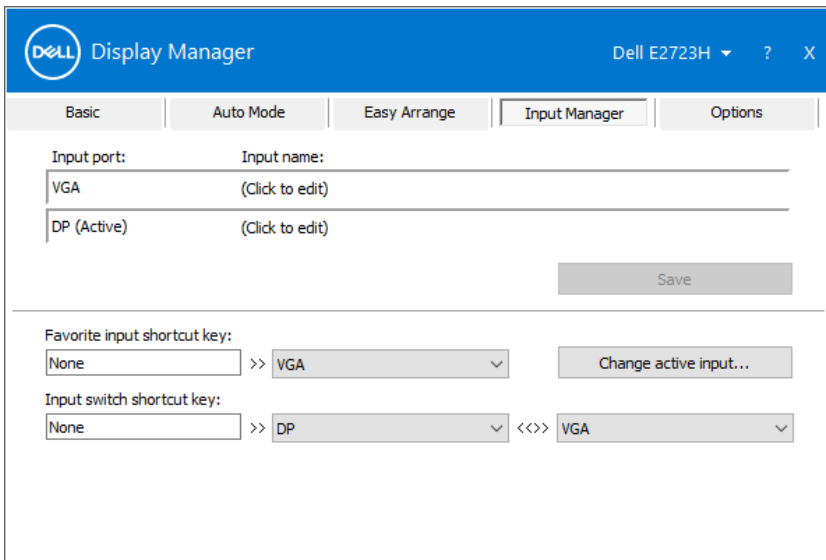 DELL Display Manager Dell E2723H ? X
Basic Auto Mode Easy Arrange Input Manager Options
Input port: Input name:
VGA (Click to edit)
DP (Active) (Click to edit)
Save
Favorite input shortcut key:
None >> VGA Change active input...
Input switch shortcut key:
None >> DP <<>> VGA